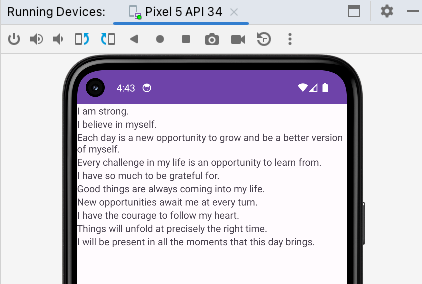 Running Devices:
Pixel 5 API 34
4:43
I am strong.
I believe in myself.
Each day is a new opportunity to grow and be a better version
of myself.
Every challenge in my life is an opportunity to learn from.
I have so much to be grateful for.
Good things are always coming into my life.
New opportunities await me at every turn.
I have the courage to follow my heart.
Things will unfold at precisely the right time.
I will be present in all the moments that this day brings.